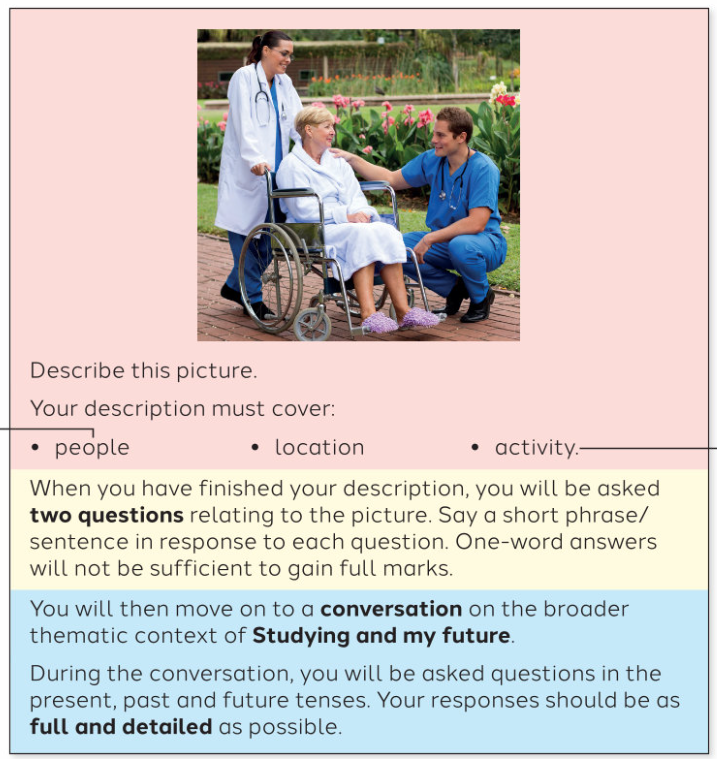 Describe this picture.
Your description must cover:
• people • location • activity.
When you have finished your description, you will be asked
two questions relating to the picture. Say a short phrase/
sentence in response to each question. One-word answers
will not be sufficient to gain full marks.
You will then move on to a conversation on the broader
thematic context of Studying and my future.
During the conversation, you will be asked questions in the
present, past and future tenses. Your responses should be as
full and detailed as possible.